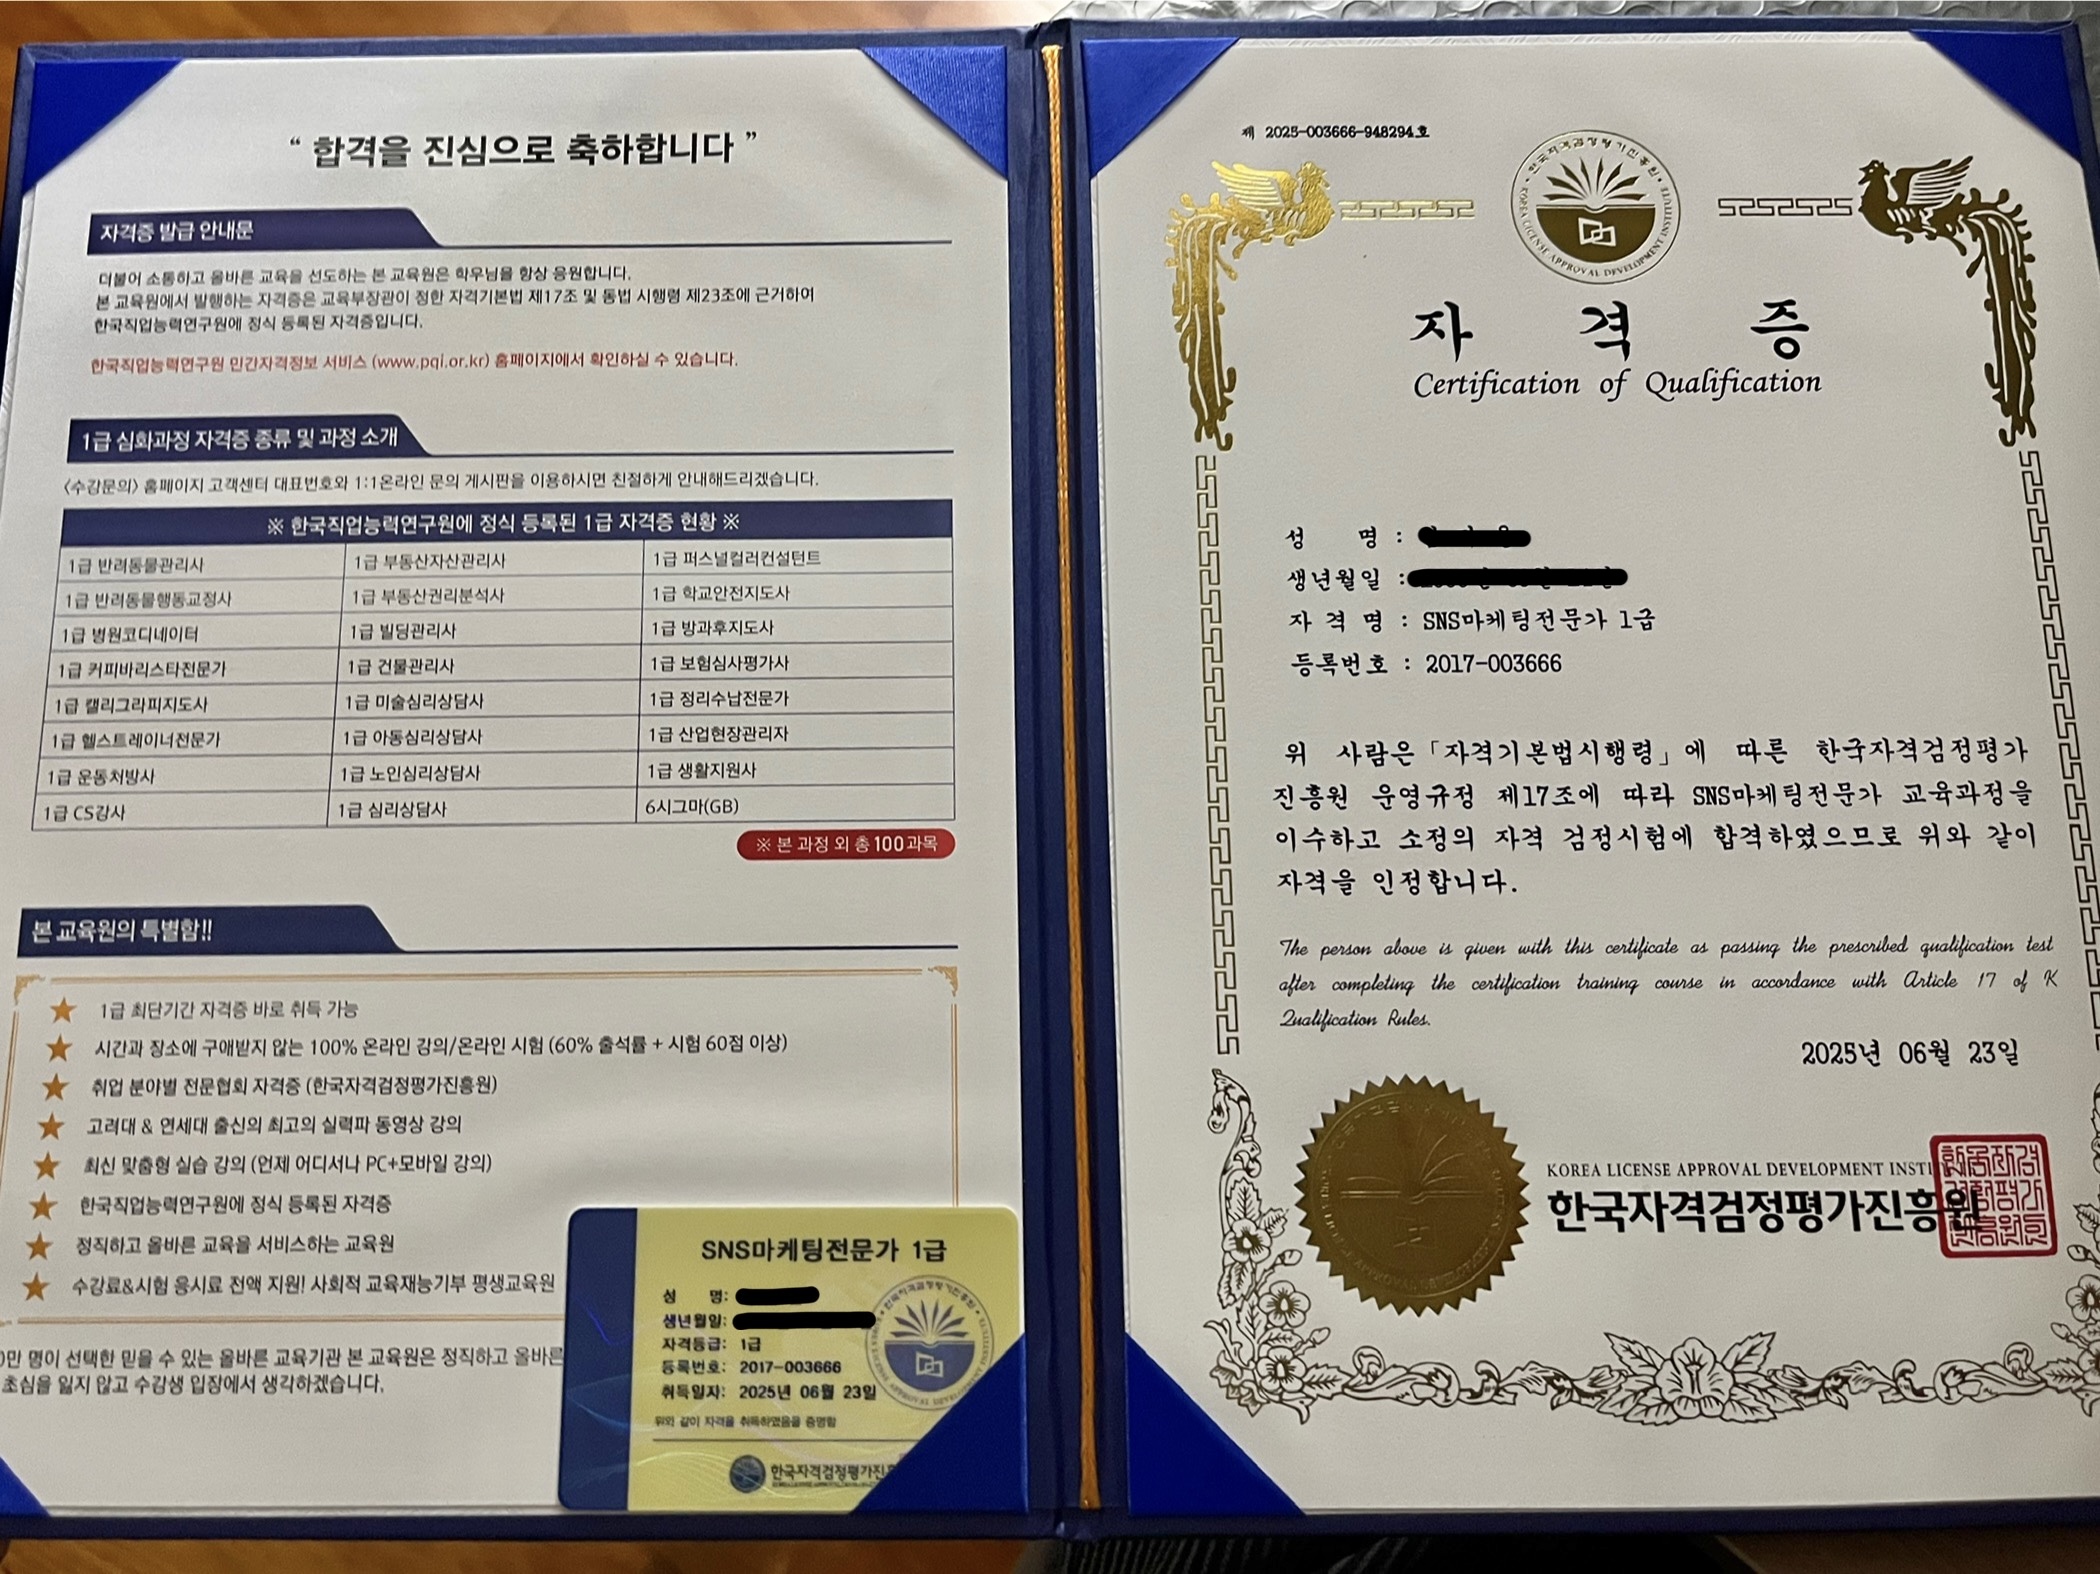 “ 합격을 진심으로 축하합니다 ”
자격증 발급 안내문
더불어 소통하고 올바른 교육을 선도하는 본 교육원은 학우님을 항상 응원합니다.
본 교육원에서 발행하는 자격증은 교육부장관이 정한 자격기본법 제17조 및 동법 시행령 제23조에 근거하여
한국직업능력연구원에 정식 등록된 자격증입니다.
한국직업능력연구원 민간자격정보 서비스 (www.pqi.or.kr) 홈페이지에서 확인하실 수 있습니다.
1급 심화과정 자격증 종류 및 과정 소개
<수강문의> 홈페이지 고객센터 대표번호와 1:1온라인 문의 게시판을 이용하시면 친절하게 안내해드리겠습니다.
※ 한국직업능력연구원에 정식 등록된 1급 자격증 현황 ※
1급 반려동물관리사 1급 부동산자산관리사 1급 퍼스널컬러컨설턴트
1급 반려동물행동교정사 1급 부동산권리분석사 1급 학교안전지도사
1급 병원코디네이터 1급 빌딩관리사 1급 방과후지도사
1급 커피바리스타전문가 1급 건물관리사 1급 보험심사평가사
1급 캘리그라피지도사 1급 미술심리상담사 1급 정리수납전문가
1급 헬스트레이너전문가 1급 아동심리상담사 1급 산업현장관리자
1급 운동처방사 1급 노인심리상담사 1급 생활지원사
1급 CS강사 1급 심리상담사 6시그마(GB)
※ 본 과정 외 총 100과목
본 교육원의 특별함!!
1급 최단기간 자격증 바로 취득 가능
시간과 장소에 구애받지 않는 100% 온라인 강의/온라인 시험 (60% 출석률 + 시험 60점 이상)
취업 분야별 전문협회 자격증 (한국자격검정평가진흥원)
고려대 & 연세대 출신의 최고의 실력파 동영상 강의
최신 맞춤형 실습 강의 (언제 어디서나 PC+모바일 강의)
한국직업능력연구원에 정식 등록된 자격증
정직하고 올바른 교육을 서비스하는 교육원
수강료&시험 응시료 전액 지원! 사회적 교육재능기부 평생교육원
만 명이 선택한 믿을 수 있는 올바른 교육기관 본 교육원은 정직하고 올바른
초심을 잃지 않고 수강생 입장에서 생각하겠습니다.
SNS마케팅전문가 1급
성 명:
생년월일:
자격등급: 1급
등록번호: 2017-003666
취득일자: 2025년 06월 23일
위와 같이 자격을 취득하였음을 증명함
한국자격검정평가진
제 2025-003666-948294호
한국자격검정평가진흥원
KOREA LICENSE APPROVAL DEVELOPMENT INSTITUTE
자 격 증
Certification of Qualification
성 명 :
생년월일 :
자 격 명 : SNS마케팅전문가 1급
등록번호 : 2017-003666
위 사람은 「자격기본법시행령」에 따른 한국자격검정평가
진흥원 운영규정 제17조에 따라 SNS마케팅전문가 교육과정을
이수하고 소정의 자격 검정시험에 합격하였으므로 위와 같이
자격을 인정합니다.
The person above is given with this certificate as passing the prescribed qualification test
after completing the certification training course in accordance with Article 17 of K
Qualification Rules.
2025년 06월 23일
KOREA LICENSE APPROVAL DEVELOPMENT INSTI
한국자격검정평가진흥원